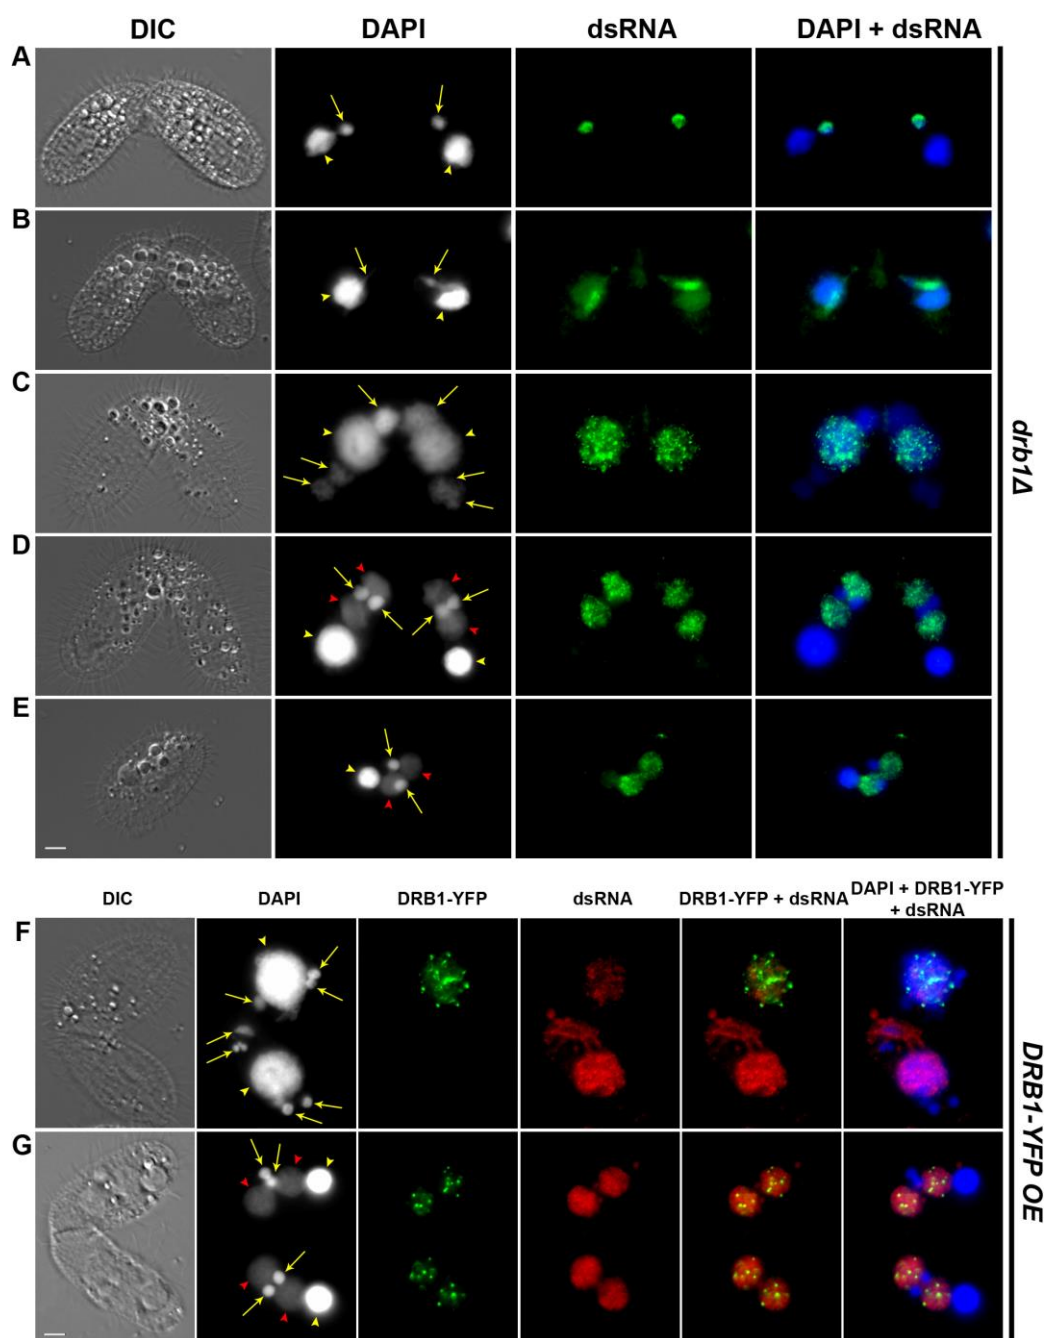 DIC DAPI dsRNA DAPI + dsRNA
A
B
C
D
E
drb1Δ
DIC DAPI DRB1-YFP dsRNA DRB1-YFP + dsRNA DAPI + DRB1-YFP
+ dsRNA
F
G
DRB1-YFP OE